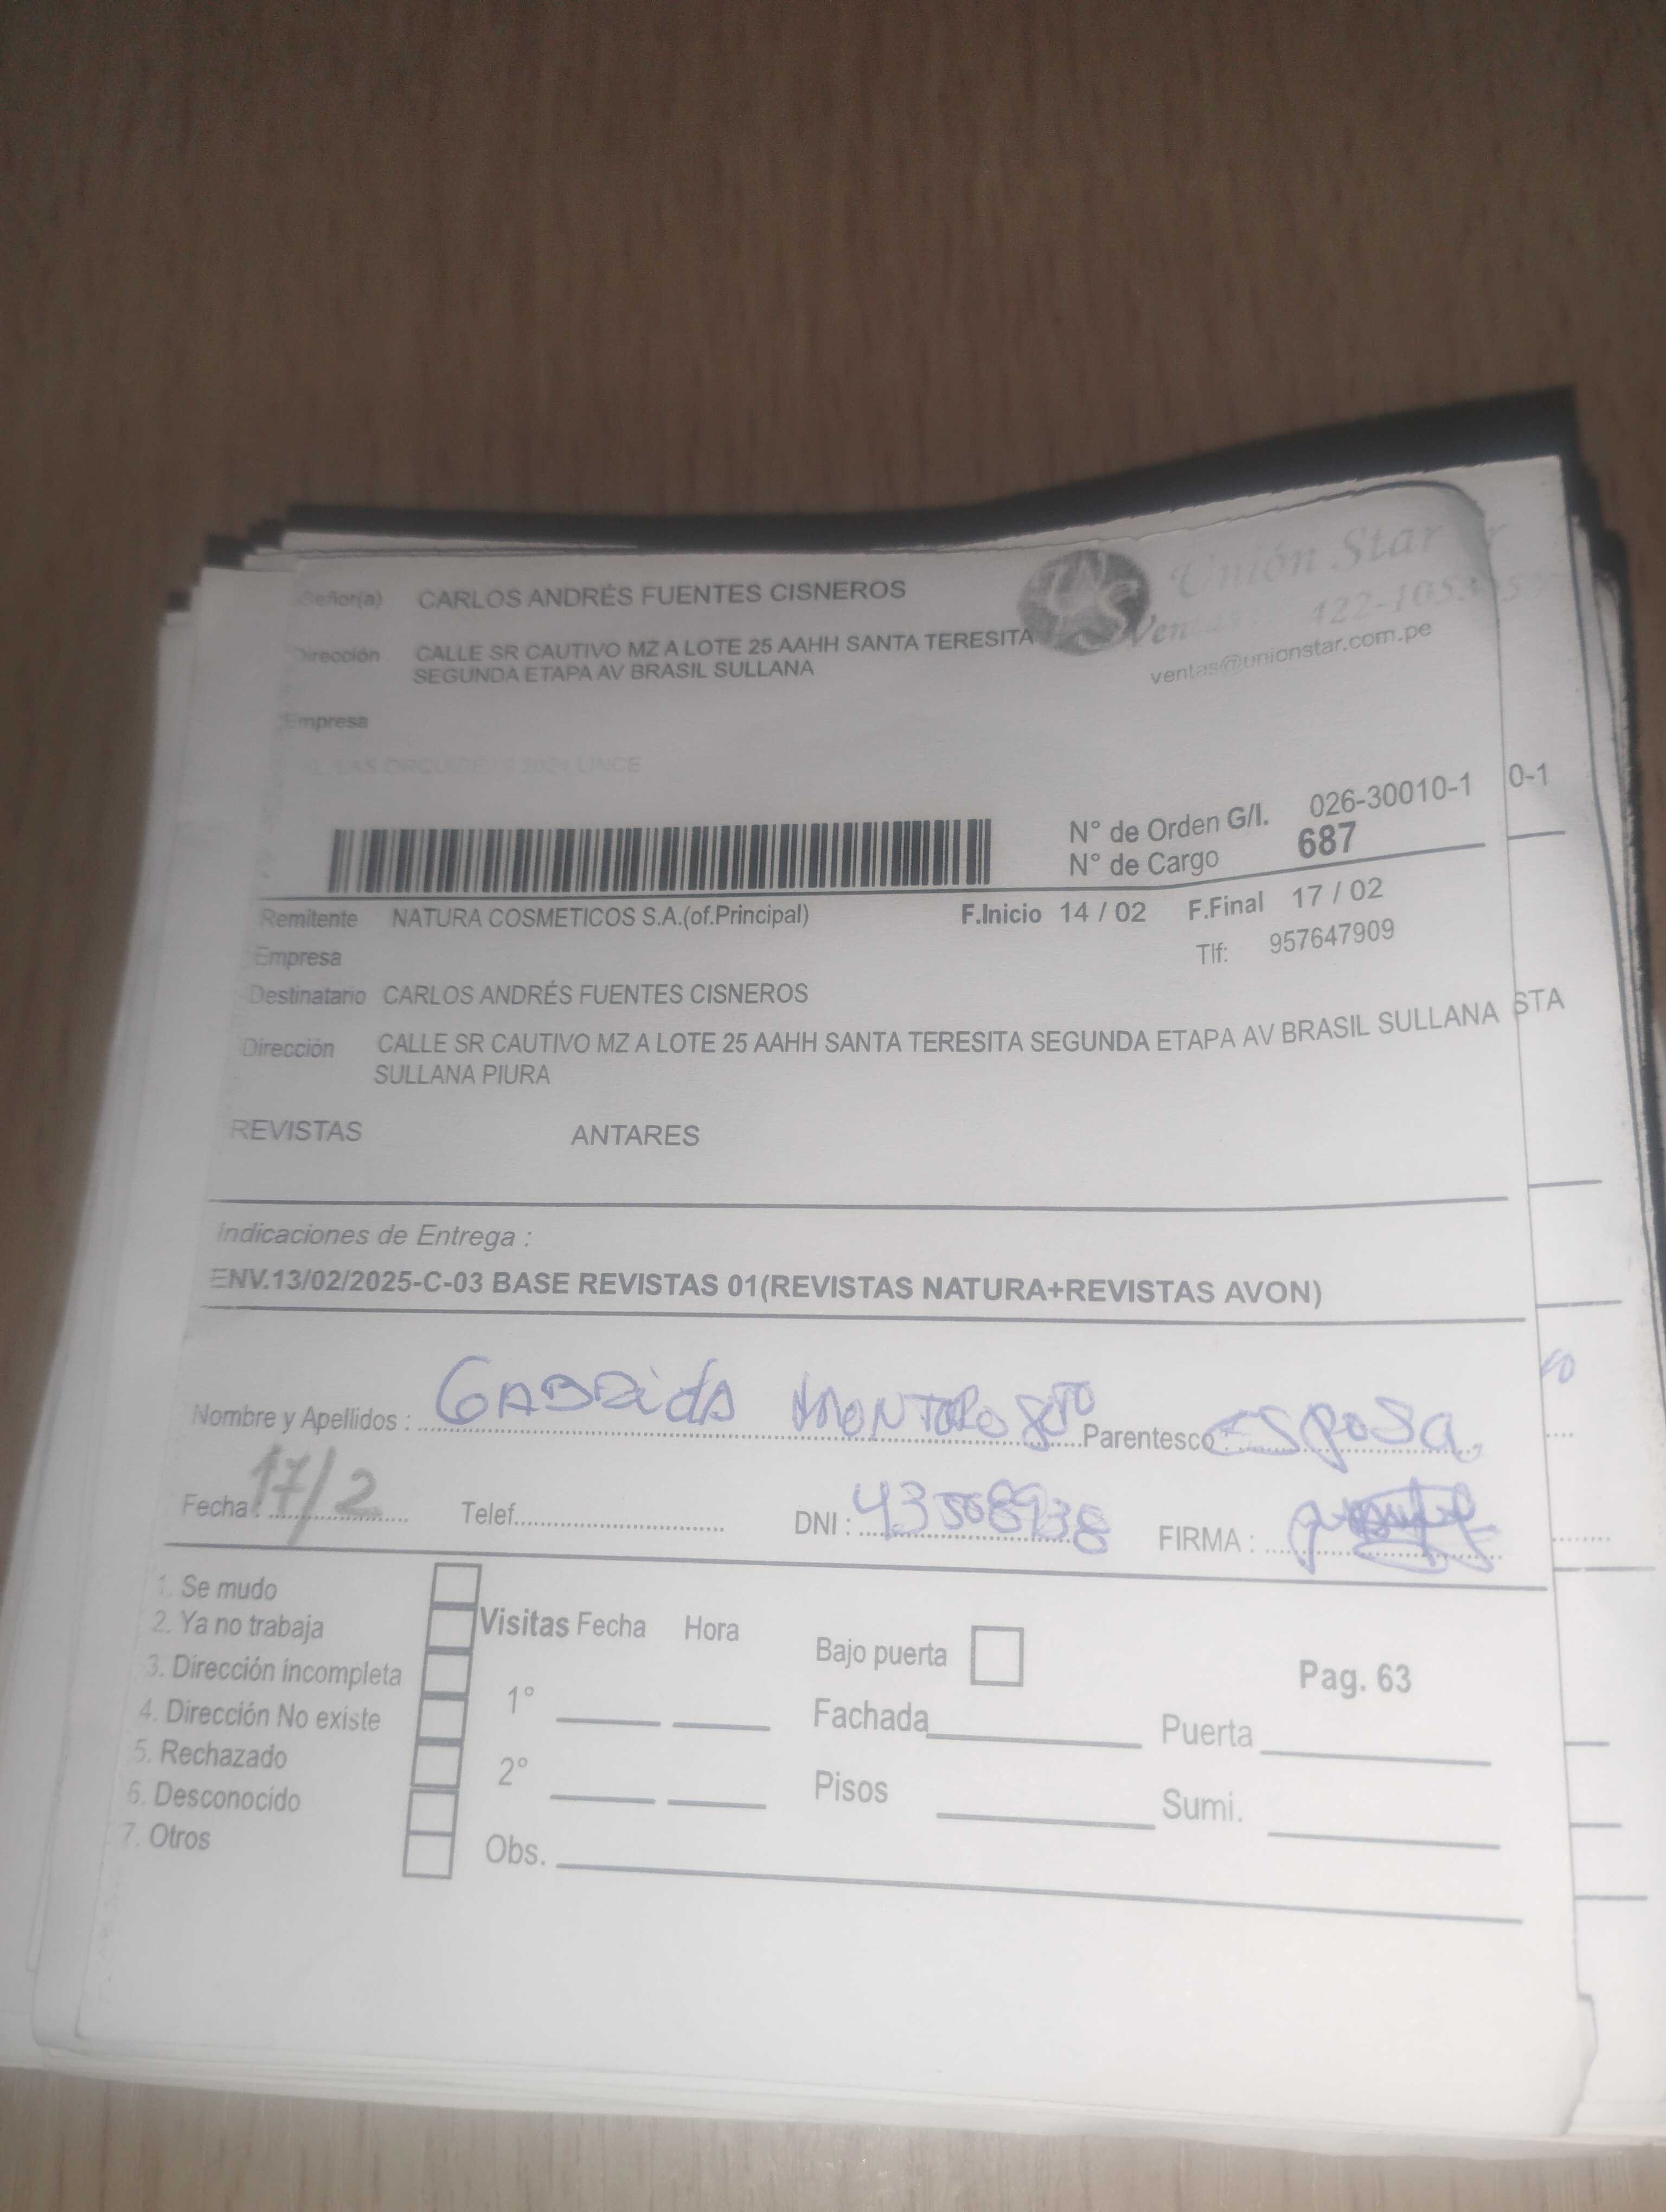 Señor(a) CARLOS ANDRÉS FUENTES CISNEROS
Unión Star
Dirección CALLE SR CAUTIVO MZ A LOTE 25 AAHH SANTA TERESITA
SEGUNDA ETAPA AV BRASIL SULLANA
ventas@unionstar.com.pe
Empresa
N° de Orden G/I. 026-30010-1 0-1
N° de Cargo 687
Remitente NATURA COSMETICOS S.A.(of.Principal) F.Inicio 14 / 02 F.Final 17 / 02
Empresa Tlf: 957647909
Destinatario CARLOS ANDRÉS FUENTES CISNEROS
Dirección CALLE SR CAUTIVO MZ A LOTE 25 AAHH SANTA TERESITA SEGUNDA ETAPA AV BRASIL SULLANA STA
SULLANA PIURA
REVISTAS ANTARES
Indicaciones de Entrega :
ENV.13/02/2025-C-03 BASE REVISTAS 01(REVISTAS NATURA+REVISTAS AVON)
Nombre y Apellidos : Parentesco : Esposa
Fecha : 17/2 Telef. DNI : 43508938 FIRMA :
1. Se mudo
2. Ya no trabaja Visitas Fecha Hora Bajo puerta
3. Dirección incompleta Pag. 63
4. Dirección No existe 1° Fachada Puerta
5. Rechazado
6. Desconocido 2° Pisos Sumi.
7. Otros Obs.